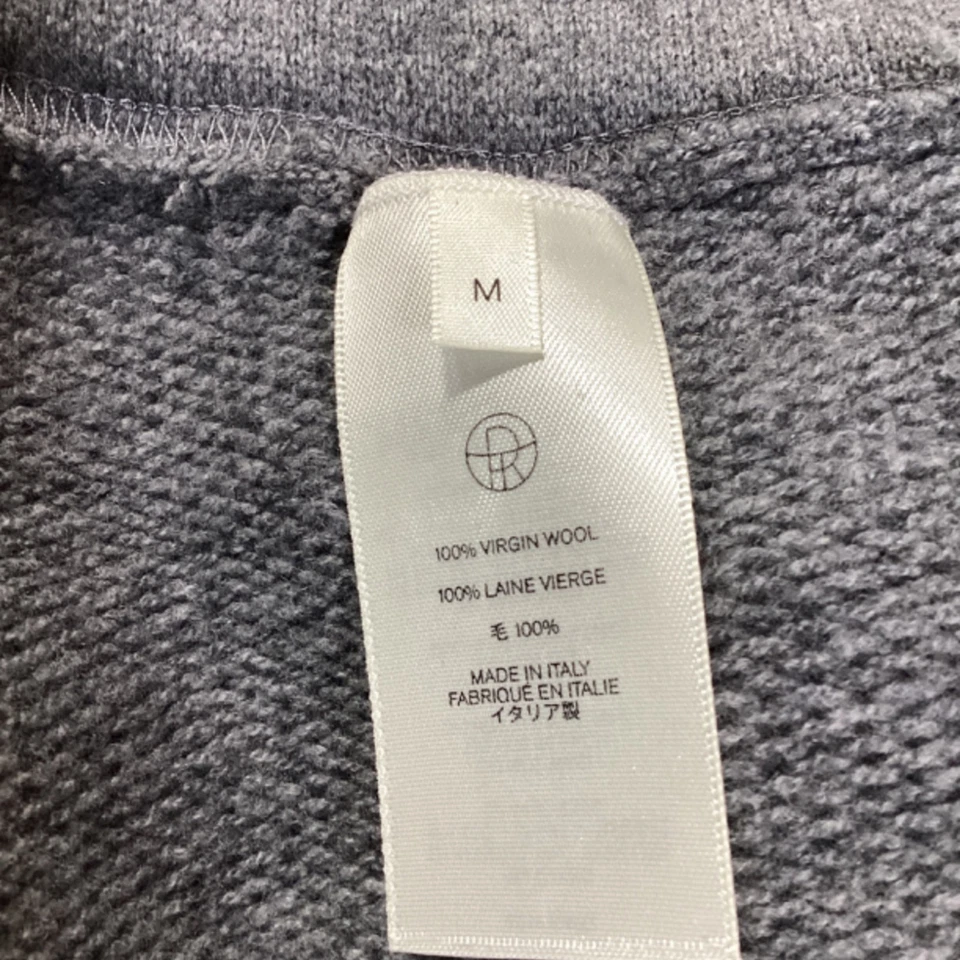 M
100% VIRGIN WOOL
100% LAINE VIERGE
毛 100%
MADE IN ITALY
FABRIQUÉ EN ITALIE
イタリア製